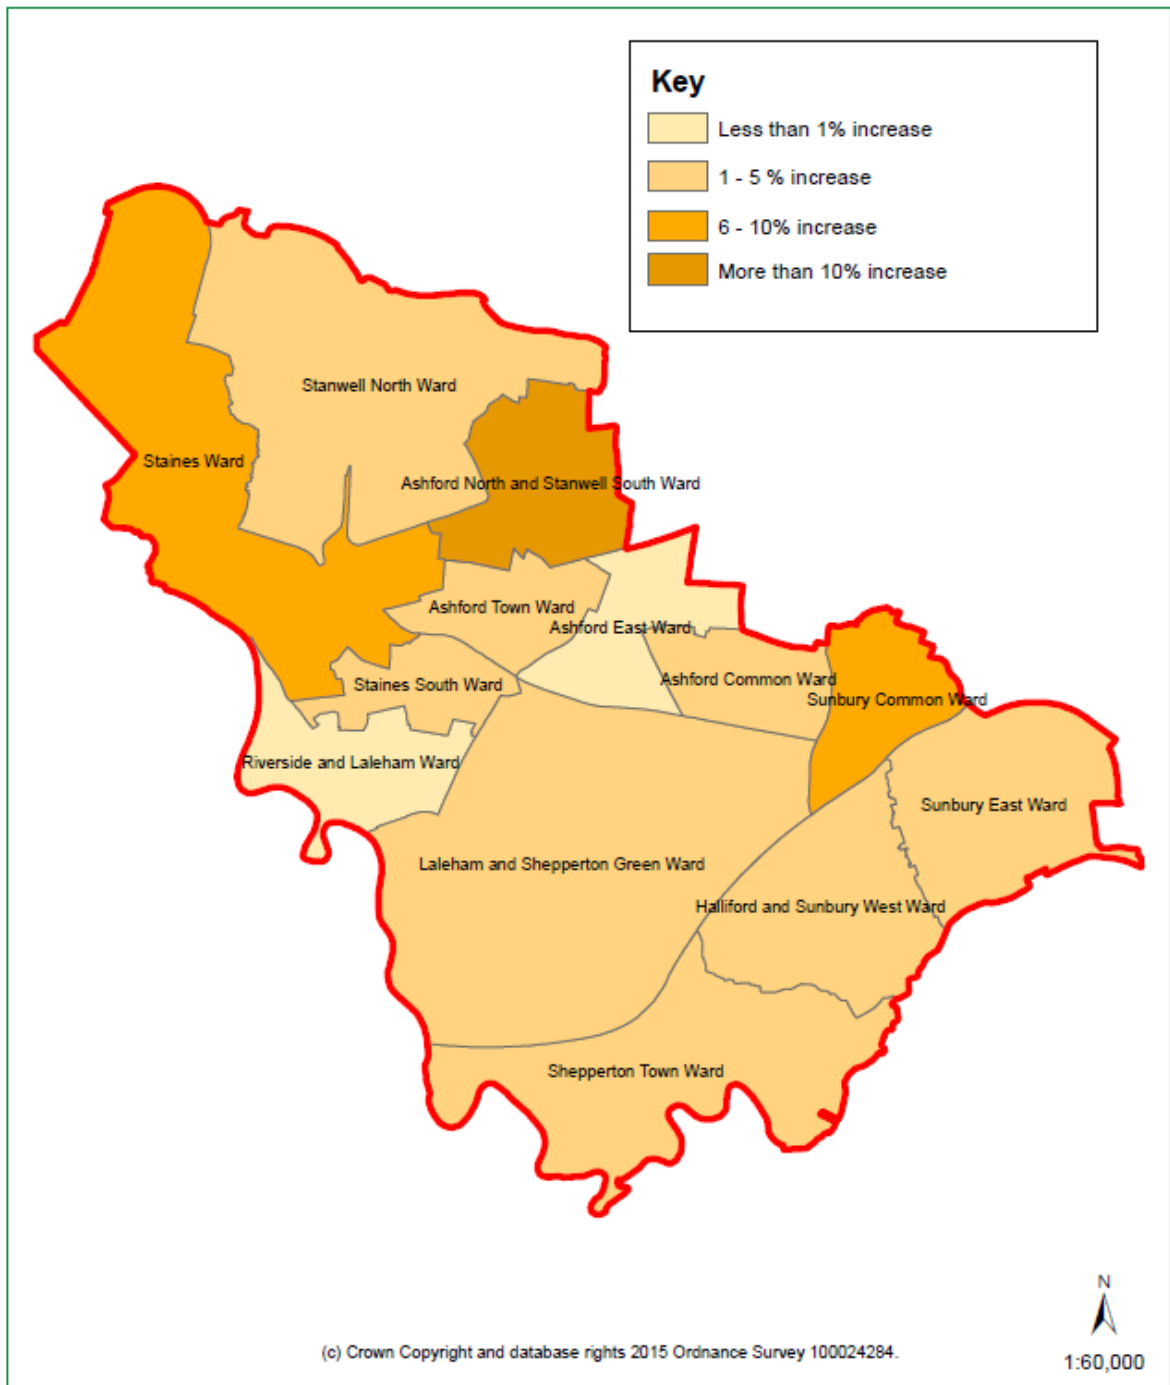 Key
Less than 1% increase
1 - 5 % increase
6 - 10% increase
More than 10% increase
Stanwell North Ward
Staines Ward
Ashford North and Stanwell South Ward
Ashford Town Ward
Ashford East Ward
Ashford Common Ward
Staines South Ward
Sunbury Common Ward
Riverside and Laleham Ward
Sunbury East Ward
Laleham and Shepperton Green Ward
Halliford and Sunbury West Ward
Shepperton Town Ward
N
(c) Crown Copyright and database rights 2015 Ordnance Survey 100024284.
1:60,000